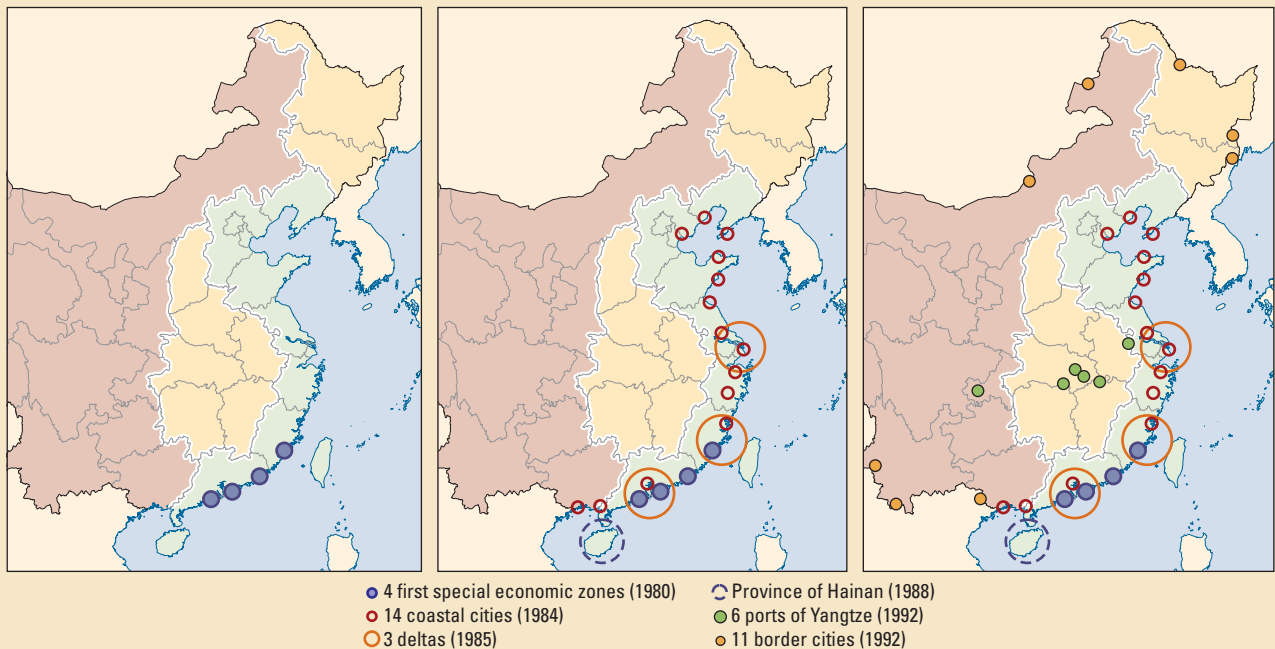 4 first special economic zones (1980)
14 coastal cities (1984)
3 deltas (1985)
Province of Hainan (1988)
6 ports of Yangtze (1992)
11 border cities (1992)